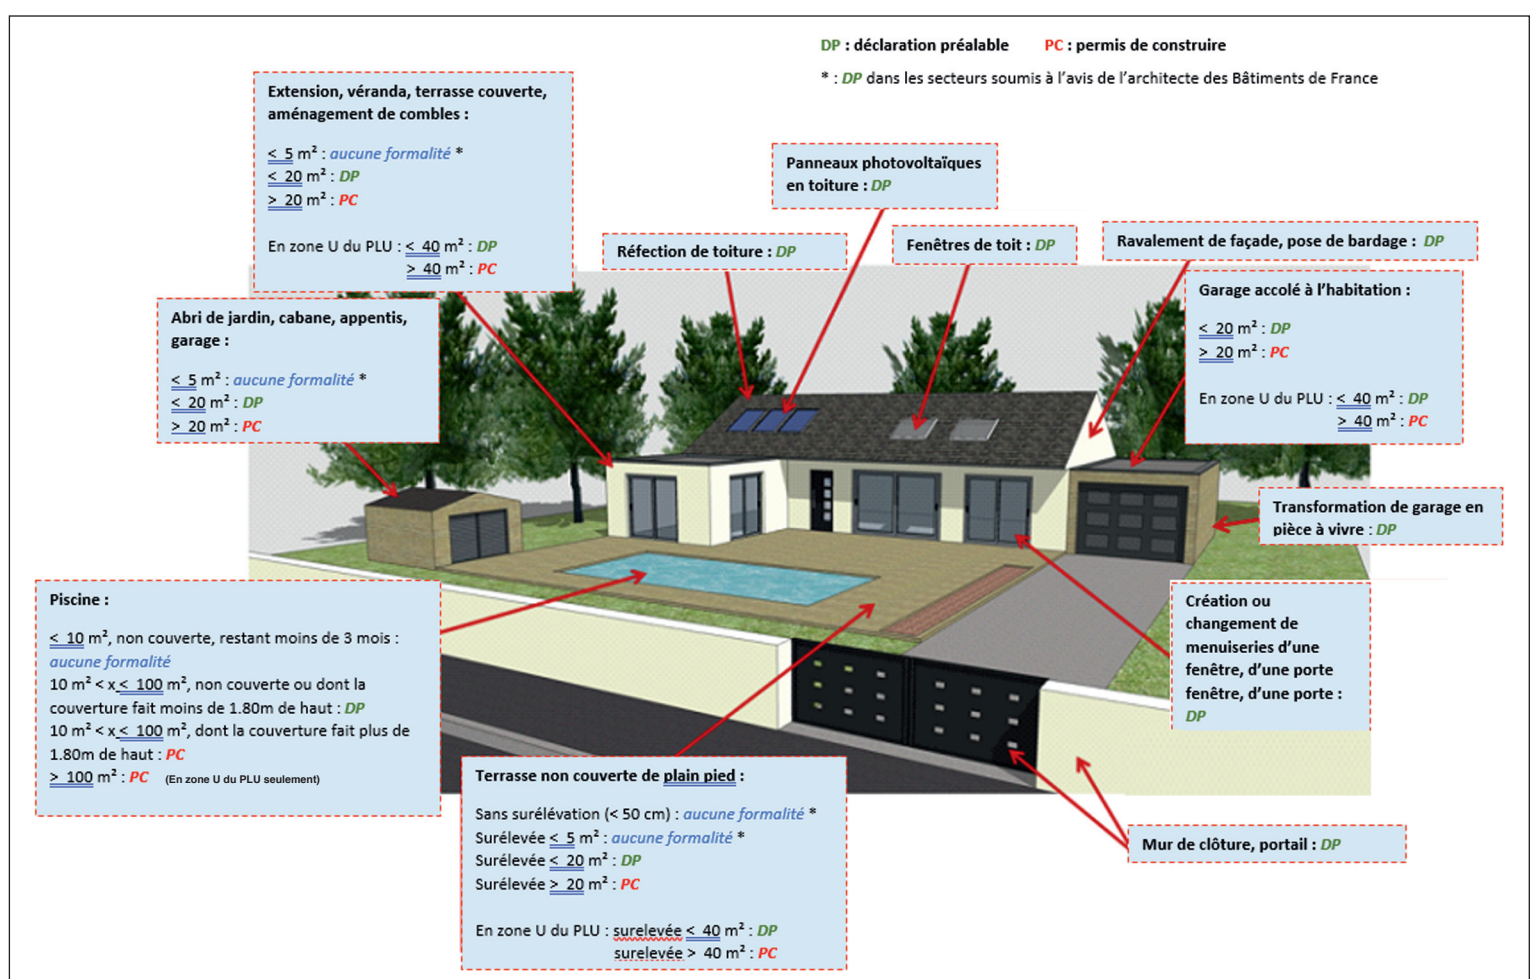 DP : déclaration préalable PC : permis de construire
* : DP dans les secteurs soumis à l'avis de l'architecte des Bâtiments de France
Extension, véranda, terrasse couverte,
aménagement de combles :
< 5 m² : aucune formalité *
< 20 m² : DP
> 20 m² : PC
En zone U du PLU : < 40 m² : DP
> 40 m² : PC
Panneaux photovoltaïques
en toiture : DP
Réfection de toiture : DP
Fenêtres de toit : DP
Ravalement de façade, pose de bardage : DP
Garage accolé à l'habitation :
< 20 m² : DP
> 20 m² : PC
En zone U du PLU : < 40 m² : DP
> 40 m² : PC
Abri de jardin, cabane, appentis,
garage :
< 5 m² : aucune formalité *
< 20 m² : DP
> 20 m² : PC
Transformation de garage en
pièce à vivre : DP
Piscine :
< 10 m², non couverte, restant moins de 3 mois :
aucune formalité
10 m² < x < 100 m², non couverte ou dont la
couverture fait moins de 1.80m de haut : DP
10 m² < x < 100 m², dont la couverture fait plus de
1.80m de haut : PC
> 100 m² : PC (En zone U du PLU seulement)
Création ou
changement de
menuiseries d'une
fenêtre, d'une porte
fenêtre, d'une porte :
DP
Terrasse non couverte de plain pied :
Sans surélévation (< 50 cm) : aucune formalité *
Surélevée < 5 m² : aucune formalité *
Surélevée < 20 m² : DP
Surélevée > 20 m² : PC
En zone U du PLU : surelevée < 40 m² : DP
surelevée > 40 m² : PC
Mur de clôture, portail : DP